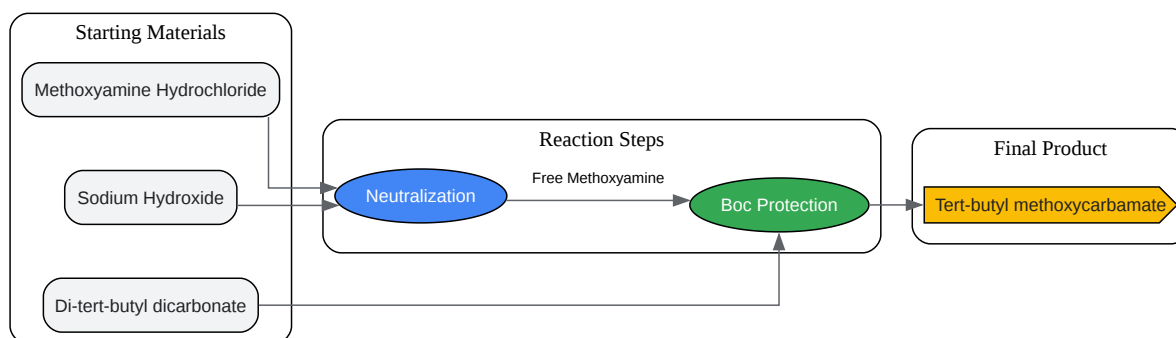 Starting Materials
Methoxyamine Hydrochloride
Sodium Hydroxide
Di-tert-butyl dicarbonate
Reaction Steps
Neutralization
Free Methoxyamine
Boc Protection
Final Product
Tert-butyl methoxycarbamate